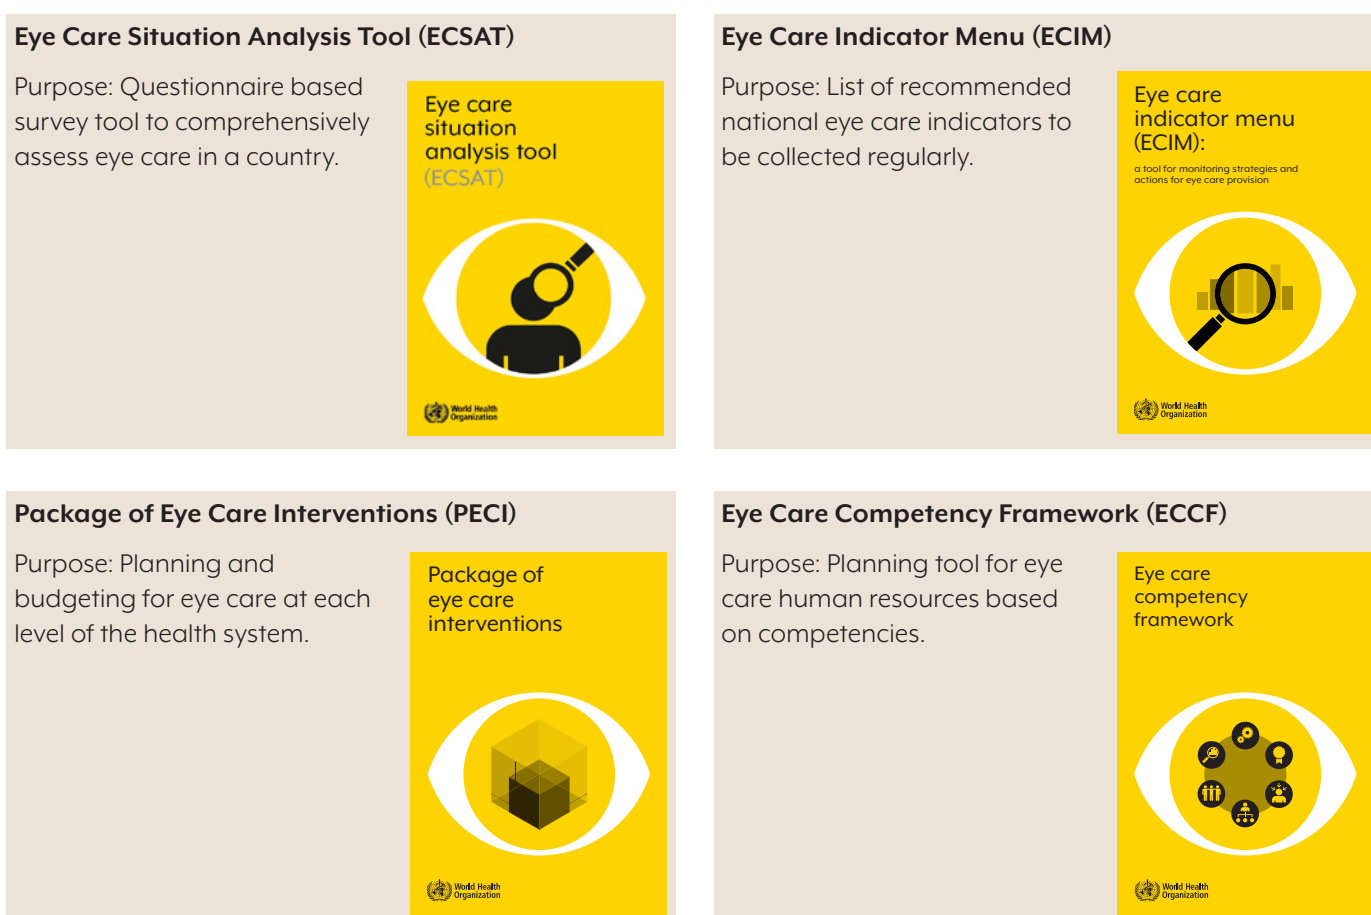 Eye Care Situation Analysis Tool (ECSAT)
Purpose: Questionnaire based
survey tool to comprehensively
assess eye care in a country.
Eye care
situation
analysis tool
(ECSAT)
World Health
Organization
Eye Care Indicator Menu (ECIM)
Purpose: List of recommended
national eye care indicators to
be collected regularly.
Eye care
indicator menu
(ECIM):
a tool for monitoring strategies and
actions for eye care provision
World Health
Organization
Package of Eye Care Interventions (PECI)
Purpose: Planning and
budgeting for eye care at each
level of the health system.
Package of
eye care
interventions
World Health
Organization
Eye Care Competency Framework (ECCF)
Purpose: Planning tool for eye
care human resources based
on competencies.
Eye care
competency
framework
World Health
Organization